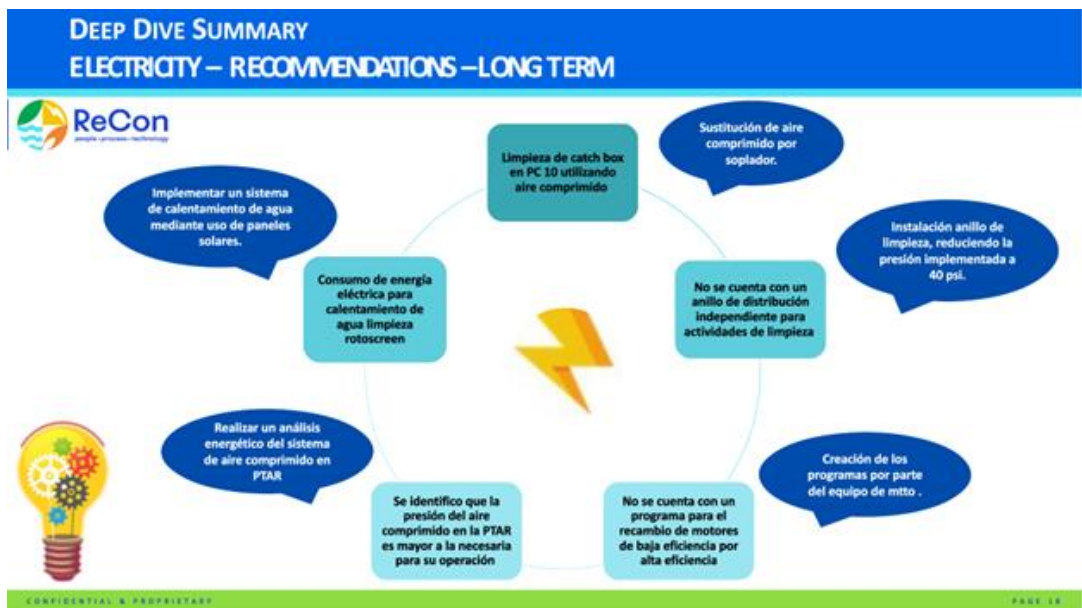 DEEP DIVE SUMMARY
ELECTRICITY – RECOMMENDATIONS –LONG TERM
ReCon
people • process • technology
Limpieza de catch box
en PC 10 utilizando
aire comprimido
Sustitución de aire
comprimido por
soplador.
Implementar un sistema
de calentamiento de agua
mediante uso de paneles
solares.
Instalación anillo de
limpieza, reduciendo la
presión implementada a
40 psi.
Consumo de energía
eléctrica para
calentamiento de
agua limpieza
rotoscreen
No se cuenta con un
anillo de distribución
independiente para
actividades de limpieza
Realizar un análisis
energético del sistema
de aire comprimido en
PTAR
Creación de los
programas por parte
del equipo de mtto .
Se identifico que la
presión del aire
comprimido en la PTAR
es mayor a la necesaria
para su operación
No se cuenta con un
programa para el
recambio de motores
de baja eficiencia por
alta eficiencia
CONFIDENTIAL & PROPRIETARY
PAGE 18